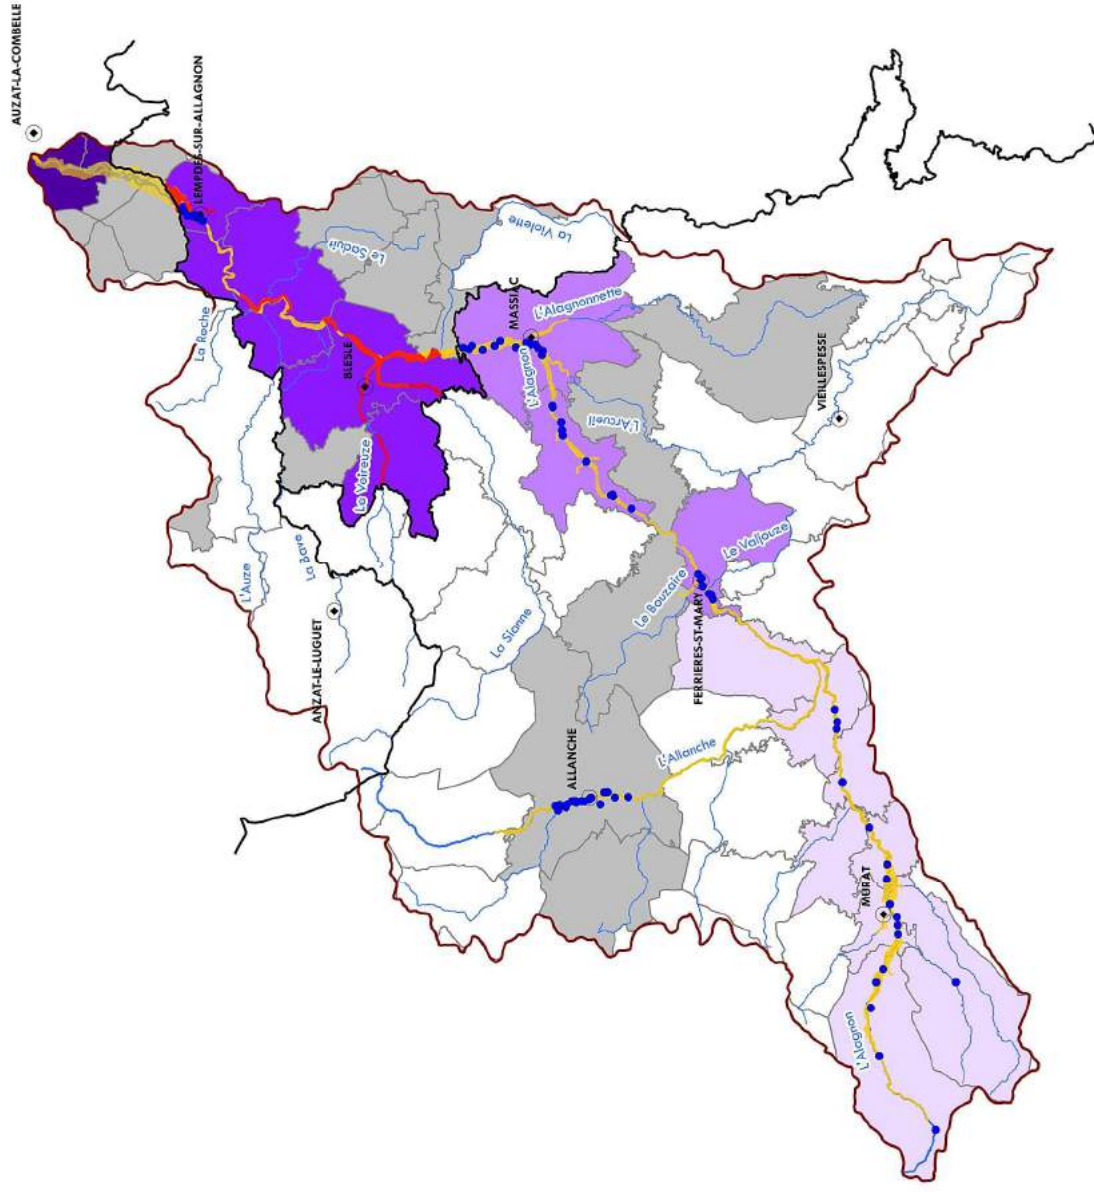 AUZAT-LA-COMBELLE
LEMPDES-SUR-ALLAGNON
La Violette
Le Saduit
La Roche
MASSIAC
L'Alagnonnette
BLESLE
L'Alagnon
VIEILLESPESSE
L'Arcueil
La Voireuze
Le Valjouze
L'Auze
La Bave
Le Bouzaire
ANZAT-LE-LUGUET
La Sianne
FERRIERES-ST-MARY
ALLANCHE
L'Allanche
MURAT
L'Alagnon